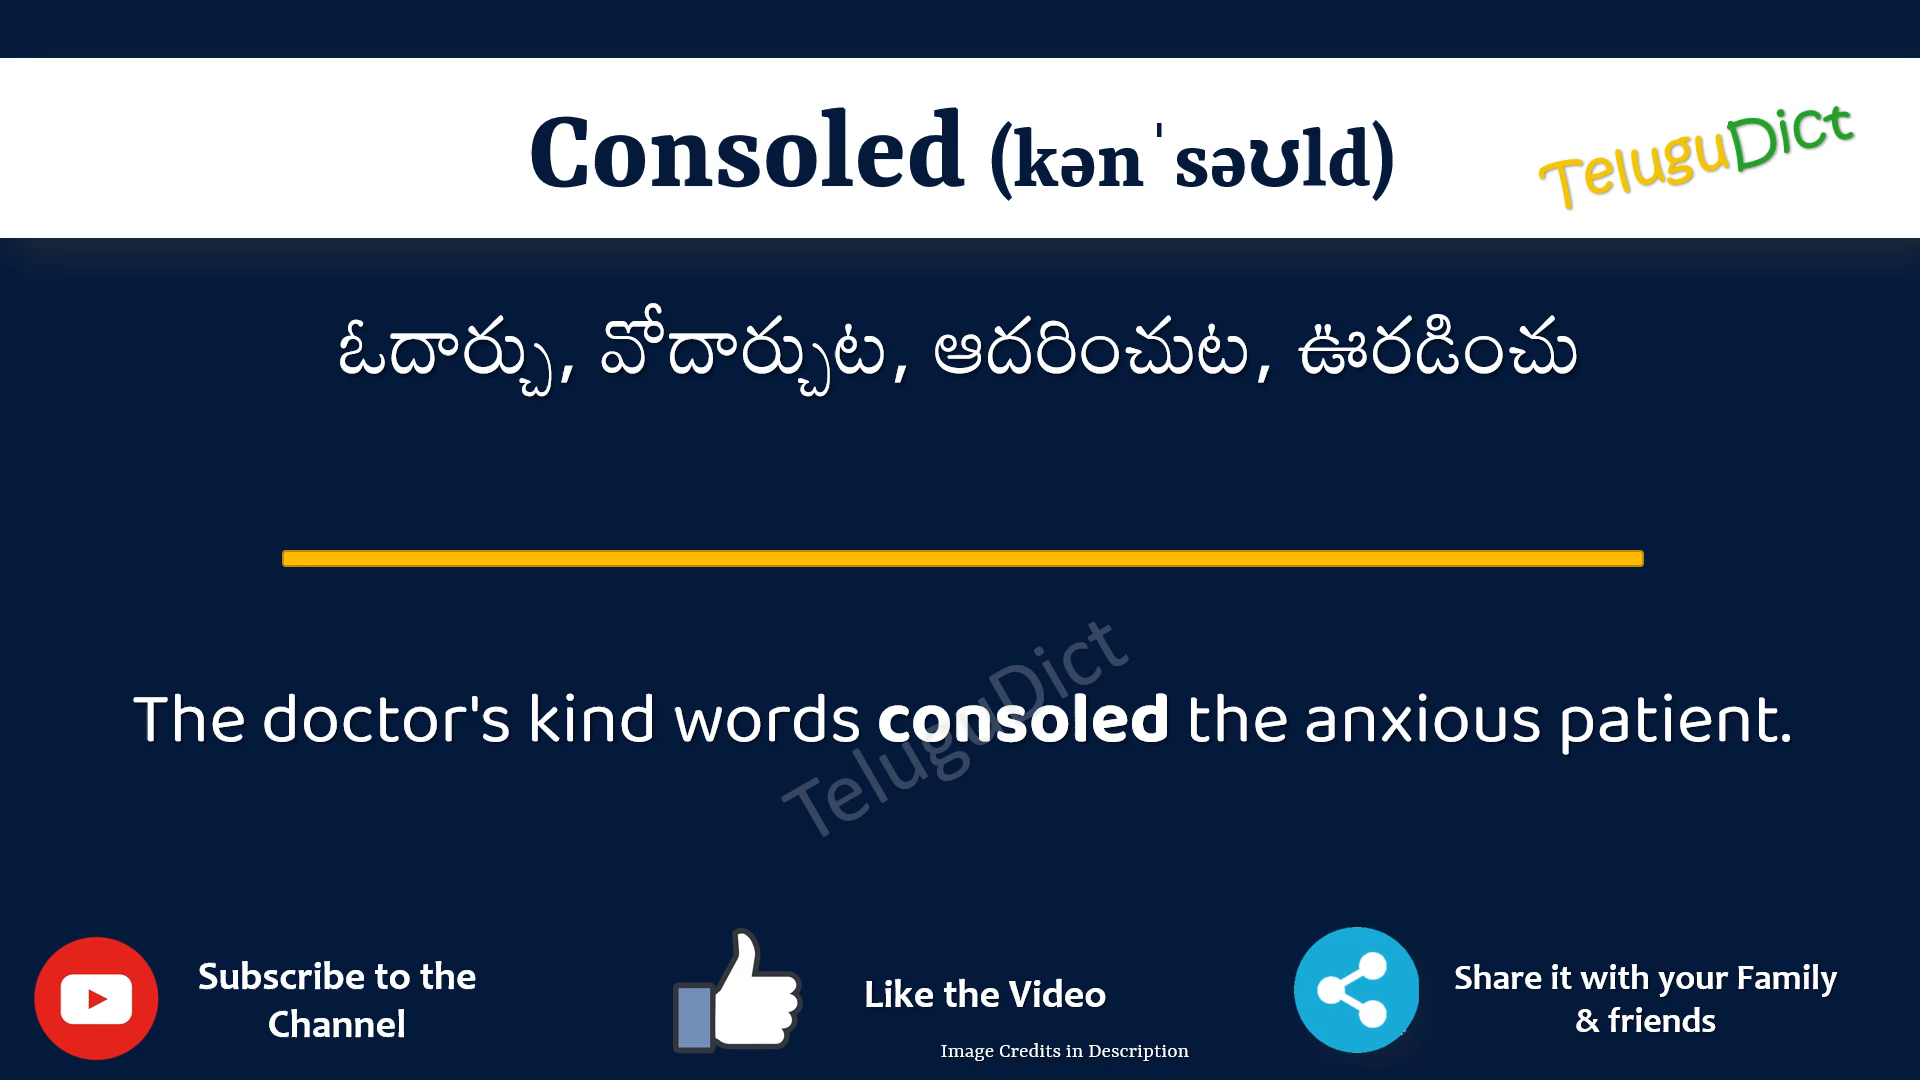 Consoled (kənˈsəʊld)
TeluguDict
ఓదార్చు, వోదార్చుట, ఆదరించుట, ఊరడించు
TeluguDict
The doctor's kind words consoled the anxious patient.
Subscribe to the
Channel
Like the Video
Share it with your Family
& friends
Image Credits in Description